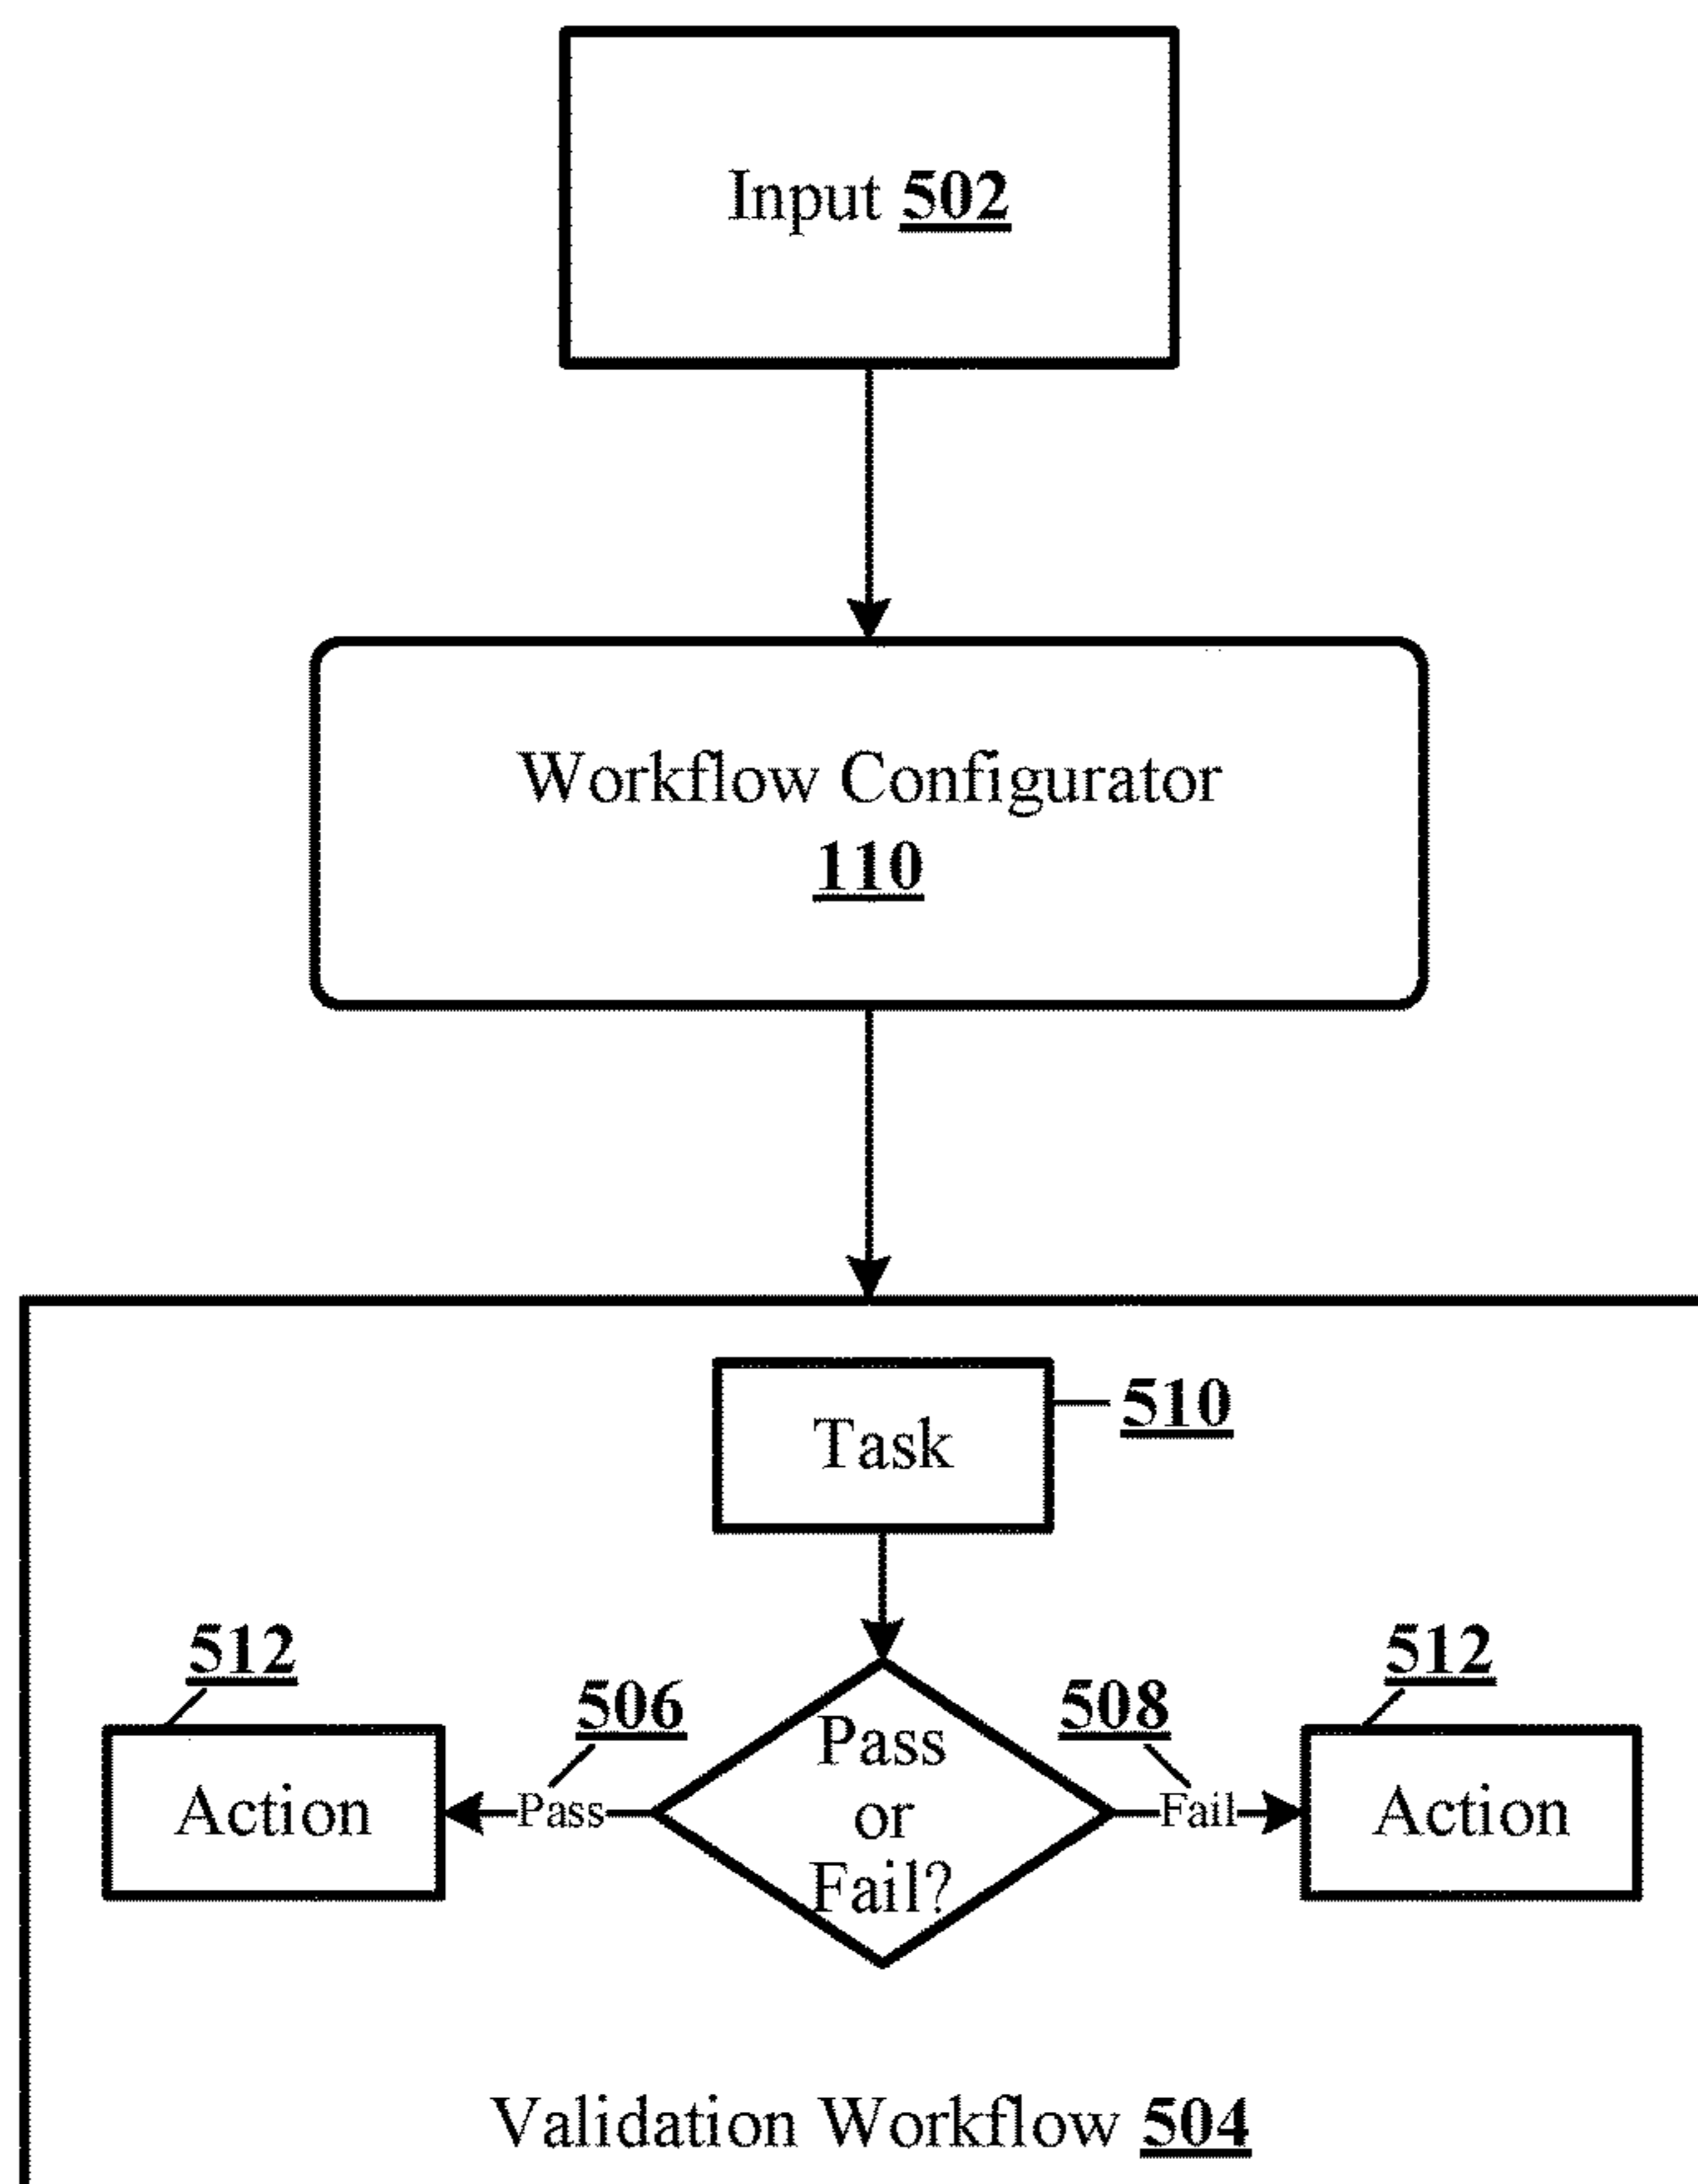 Input 502
Workflow Configurator
110
Task
510
512
506
508
512
Action
Pass
Pass
or
Fail?
Fail
Action
Validation Workflow 504